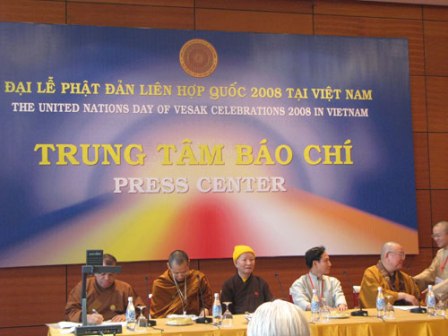 ĐẠI LỄ PHẬT ĐẢN LIÊN HỢP QUỐC 2008 TẠI VIỆT NAM
THE UNITED NATIONS DAY OF VESAK CELEBRATIONS 2008 IN VIETNAM
TRUNG TÂM BÁO CHÍ
PRESS CENTER